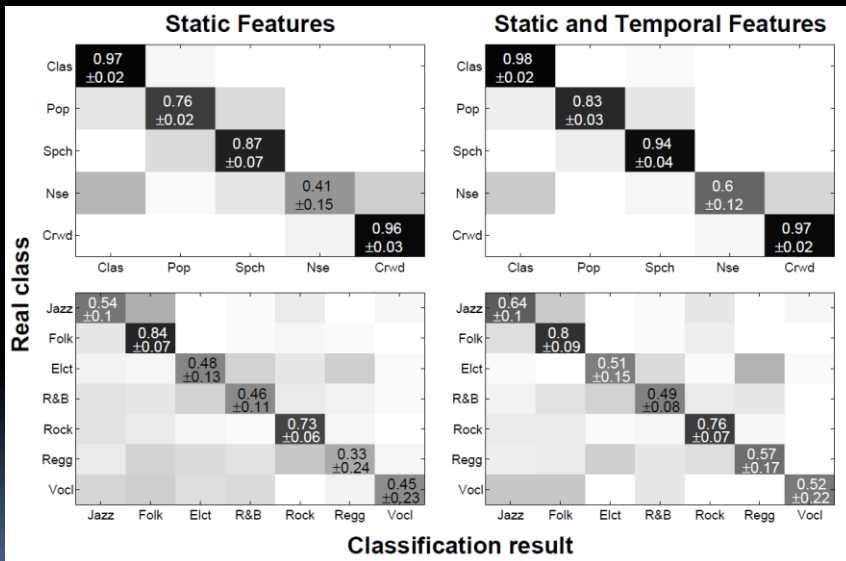 Static Features
Static and Temporal Features
Real class
Clas
Pop
Spch
Nse
Crwd
0.97
±0.02
0.76
±0.02
0.87
±0.07
0.41
±0.15
0.96
±0.03
Clas Pop Spch Nse Crwd
Clas
Pop
Spch
Nse
Crwd
0.98
±0.02
0.83
±0.03
0.94
±0.04
0.6
±0.12
0.97
±0.02
Clas Pop Spch Nse Crwd
Jazz
Folk
Elct
R&B
Rock
Regg
Vocl
0.54
±0.1
0.84
±0.07
0.48
±0.13
0.46
±0.11
0.73
±0.06
0.33
±0.24
0.45
±0.23
Jazz Folk Elct R&B Rock Regg Vocl
Jazz
Folk
Elct
R&B
Rock
Regg
Vocl
0.64
±0.1
0.8
±0.09
0.51
±0.15
0.49
±0.08
0.76
±0.07
0.57
±0.17
0.52
±0.22
Jazz Folk Elct R&B Rock Regg Vocl
Classification result